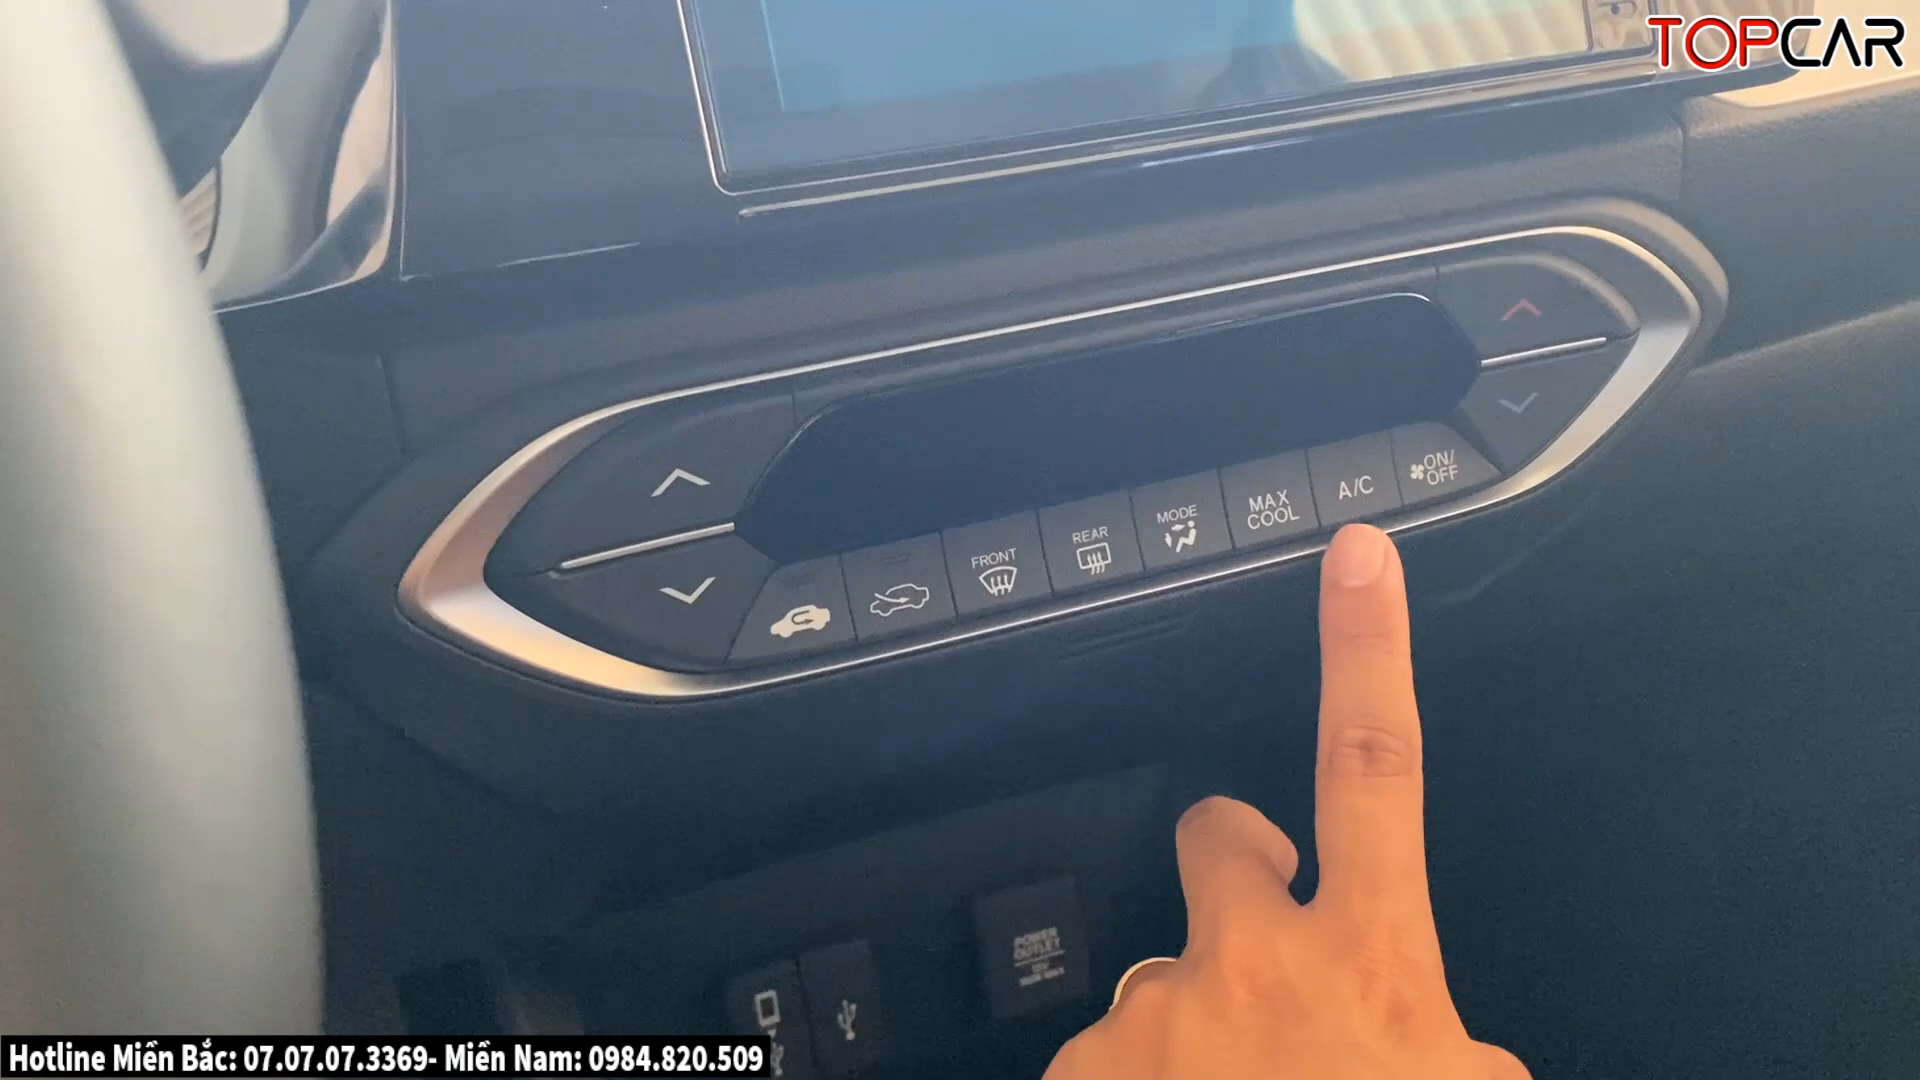 TOPCAR
FRONT
REAR
MODE
MAX
COOL
A/C
ON/
OFF
POWER
OUTLET
12V
Hotline Miền Bắc: 07.07.07.3369- Miền Nam: 0984.820.509